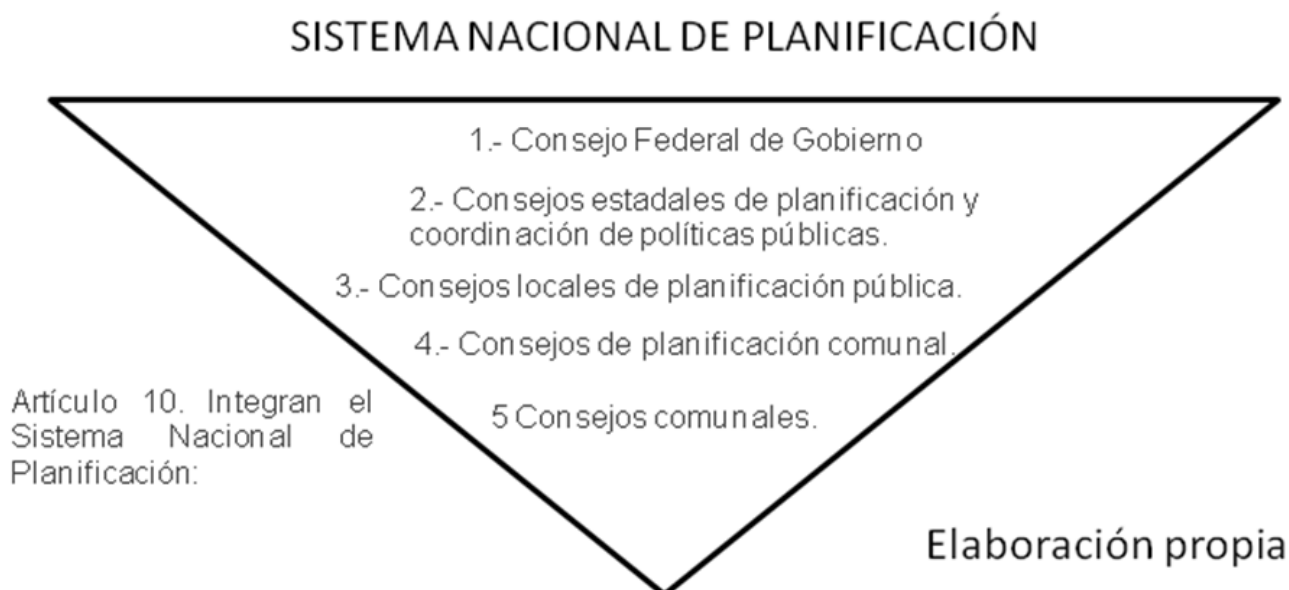 SISTEMA NACIONAL DE PLANIFICACIÓN
1.- Consejo Federal de Gobierno
2.- Consejos estadales de planificación y
coordinación de políticas públicas.
3.- Consejos locales de planificación pública.
4.- Consejos de planificación comunal.
5 Consejos comunales.
Artículo 10. Integran el
Sistema Nacional de
Planificación:
Elaboración propia